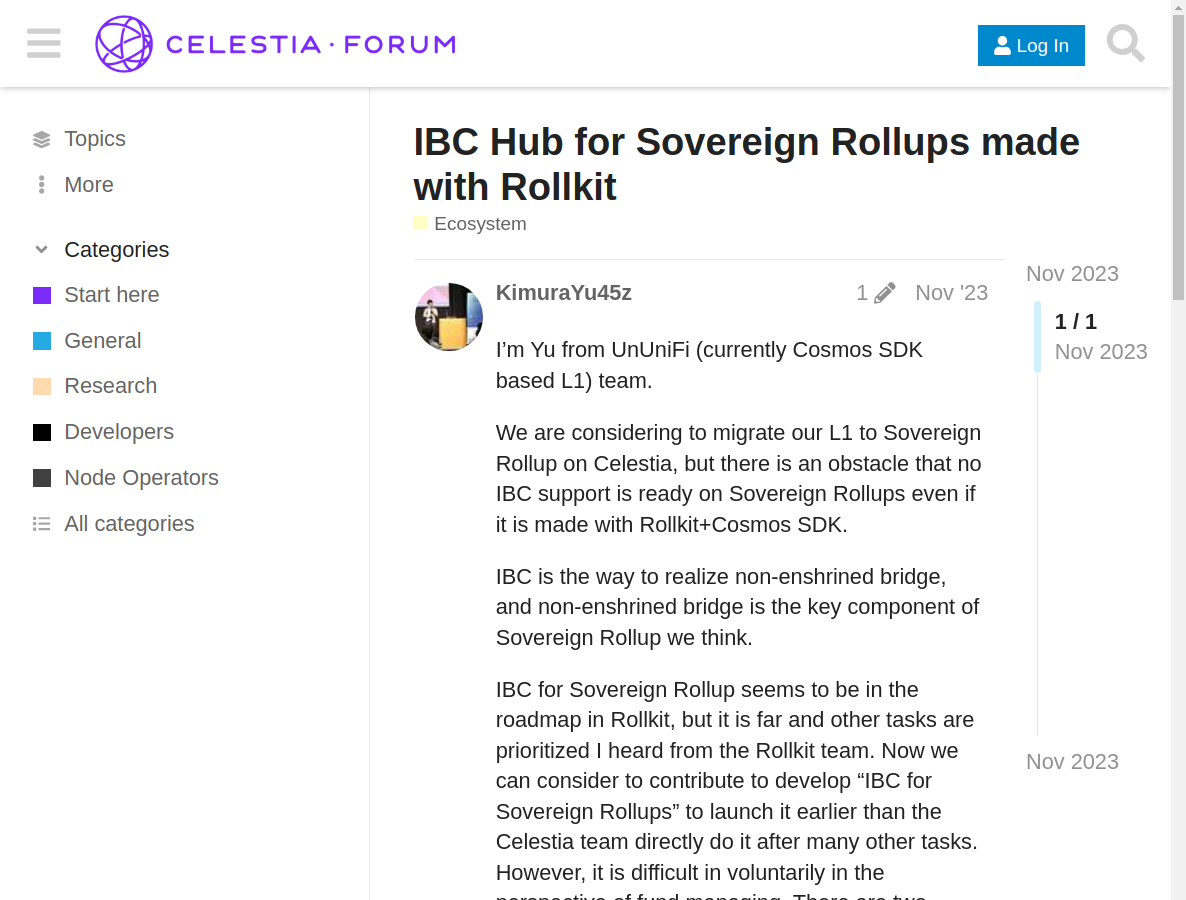 CELESTIA · FORUM
Log In
Topics
More
Categories
Start here
General
Research
Developers
Node Operators
All categories
IBC Hub for Sovereign Rollups made
with Rollkit
Ecosystem
KimuraYu45z
1
Nov '23
I’m Yu from UnUniFi (currently Cosmos SDK
based L1) team.
We are considering to migrate our L1 to Sovereign
Rollup on Celestia, but there is an obstacle that no
IBC support is ready on Sovereign Rollups even if
it is made with Rollkit+Cosmos SDK.
IBC is the way to realize non-enshrined bridge,
and non-enshrined bridge is the key component of
Sovereign Rollup we think.
IBC for Sovereign Rollup seems to be in the
roadmap in Rollkit, but it is far and other tasks are
prioritized I heard from the Rollkit team. Now we
can consider to contribute to develop “IBC for
Sovereign Rollups” to launch it earlier than the
Celestia team directly do it after many other tasks.
However, it is difficult in voluntarily in the
perspective of fund managing. There are two
Nov 2023
1 / 1
Nov 2023
Nov 2023